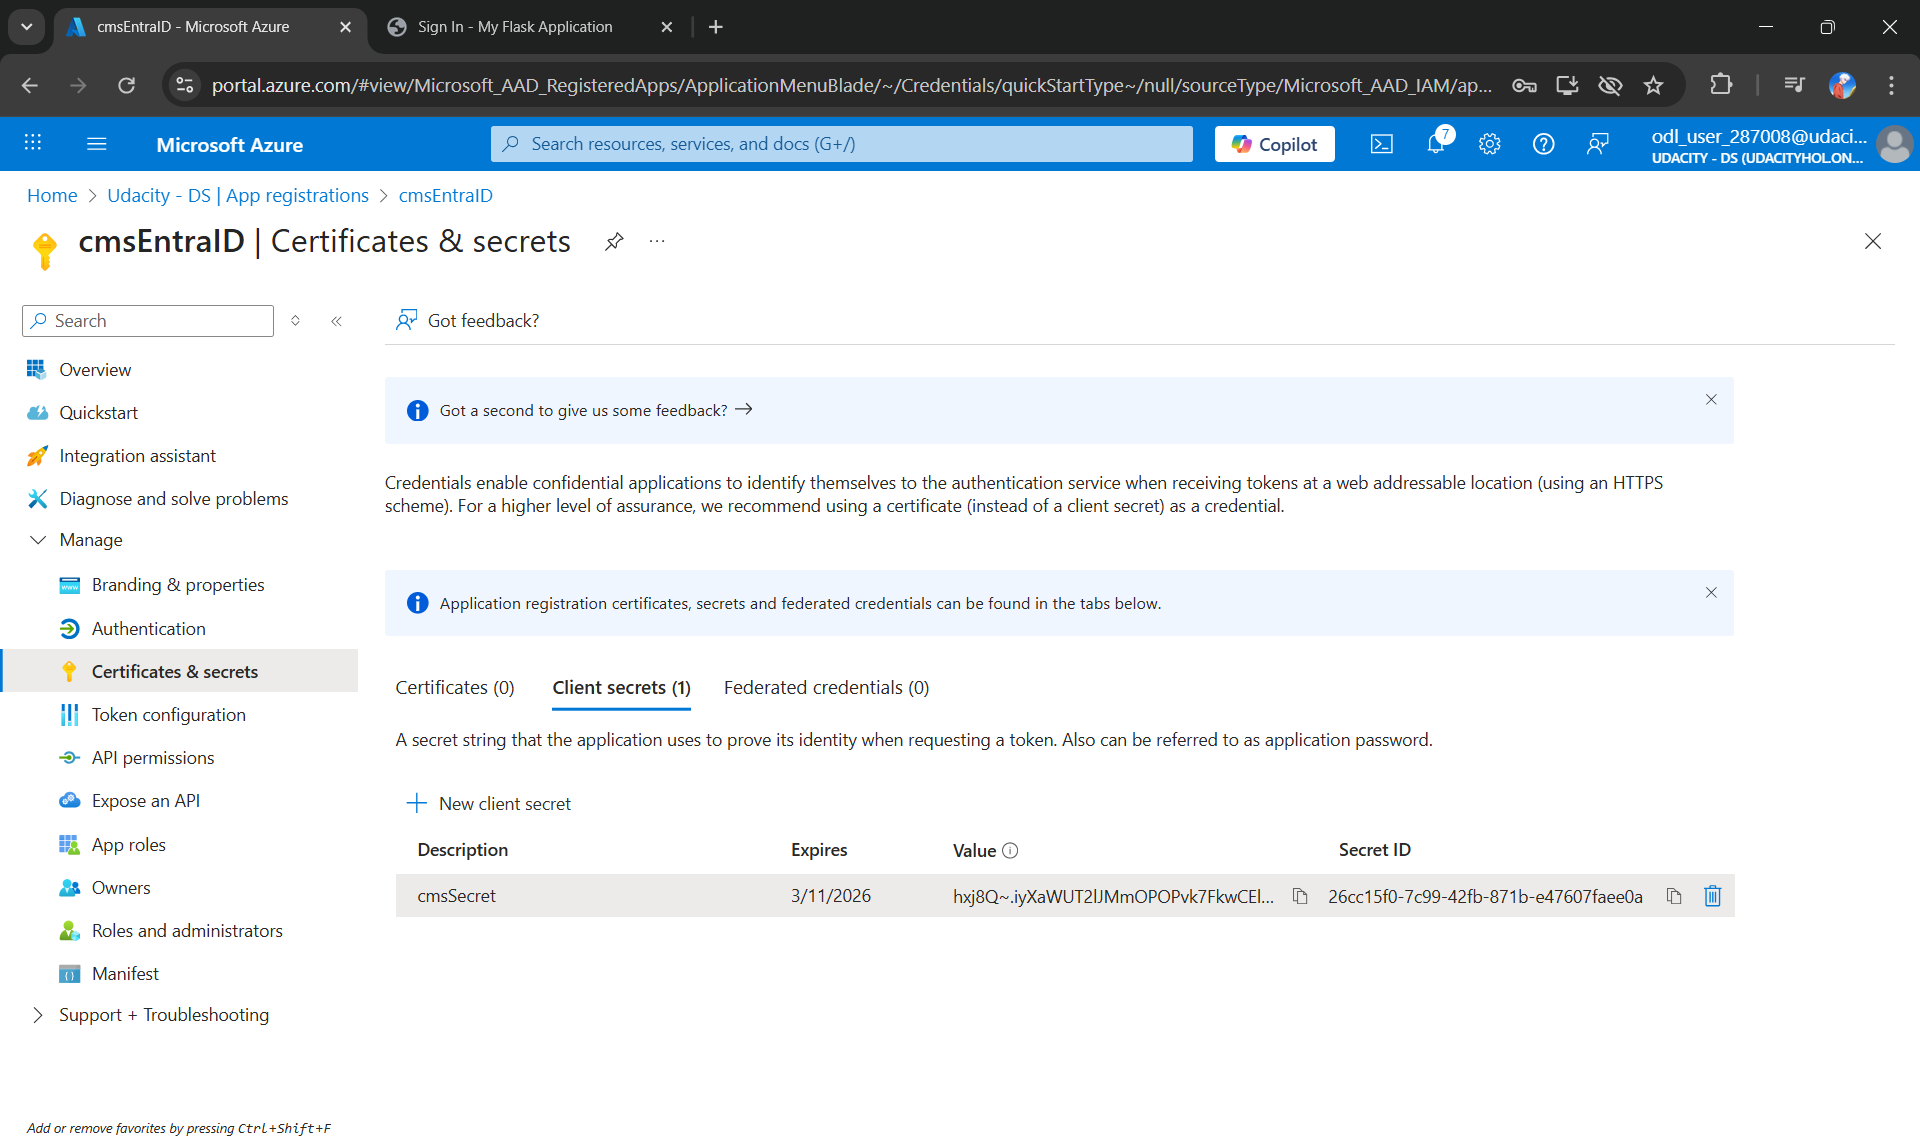 cmsEntraID - Microsoft Azure
Sign In - My Flask Application
portal.azure.com/#view/Microsoft_AAD_RegisteredApps/ApplicationMenuBlade/~/Credentials/quickStartType~/null/sourceType/Microsoft_AAD_IAM/ap...
Microsoft Azure
Search resources, services, and docs (G+/)
Copilot
7
odl_user_287008@udaci...
UDACITY - DS (UDACITYHOL.ON...
Home > Udacity - DS | App registrations > cmsEntraID
cmsEntraID | Certificates & secrets
Search
Got feedback?
Overview
Quickstart
Integration assistant
Diagnose and solve problems
Manage
Branding & properties
Authentication
Certificates & secrets
Token configuration
API permissions
Expose an API
App roles
Owners
Roles and administrators
Manifest
Support + Troubleshooting
Add or remove favorites by pressing Ctrl+Shift+F
Got a second to give us some feedback?
Credentials enable confidential applications to identify themselves to the authentication service when receiving tokens at a web addressable location (using an HTTPS
scheme). For a higher level of assurance, we recommend using a certificate (instead of a client secret) as a credential.
Application registration certificates, secrets and federated credentials can be found in the tabs below.
Certificates (0) Client secrets (1) Federated credentials (0)
A secret string that the application uses to prove its identity when requesting a token. Also can be referred to as application password.
New client secret
Description Expires Value Secret ID
cmsSecret 3/11/2026 hxj8Q~.iyXaWUT2lJMmOPOPvk7FkwCEl... 26cc15f0-7c99-42fb-871b-e47607faee0a